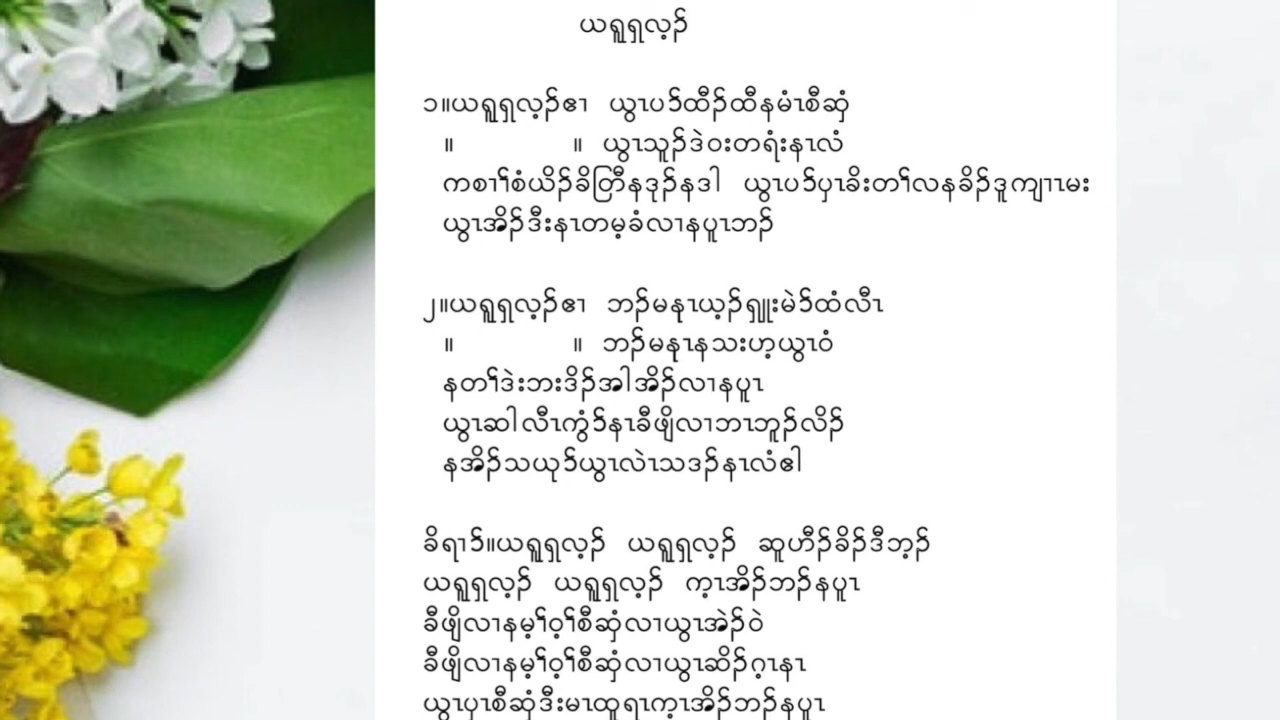 ယရူရှလ့ၣ်
၁။ယရူရှလ့ၣ်ဧၢ ယွၤပာ်ထီၣ်ထီနမံၤစီဆှံ
။ ။ ယွၤသူၣ်ဒဲဝးတရံးနၤလံ
ကစၢၢ်စံယိၣ်ခိတြီနဒုၣ်နဒါ ယွၤပာ်ပှၤခိးတၢ်လနခိၣ်ဒူကျၢၤမး
ယွၤအိၣ်ဒီးနၤတမ့ခံလၢနပူၤဘၣ်
၂။ယရူရှလ့ၣ်ဧၢ ဘၣ်မနုၤယ့ၣ်ရှူးမဲာ်ထံလီၤ
။ ။ ဘၣ်မနုၤနသးဟ့ယွၤဝံ
နတၢ်ဒဲးဘးဒိၣ်အါအိၣ်လၢနပူၤ
ယွၤဆါလီၤကွံာ်နၤခီဖျိလၢဘၤဘူၣ်လိၣ်
နအိၣ်သယုာ်ယွၤလဲၤသဒၣ်နၤလံဧါ
ခိရၢာ်။ယရူရှလ့ၣ် ယရူရှလ့ၣ် ဆူဟီၣ်ခိၣ်ဒီဘ့ၣ်
ယရူရှလ့ၣ် ယရူရှလ့ၣ် က့ၤအိၣ်ဘၣ်နပူၤ
ခီဖျိလၢနမ့ၢ်ဝ့ၢ်စီဆှံလၢယွၤအဲၣ်ဝဲ
ခီဖျိလၢနမ့ၢ်ဝ့ၢ်စီဆှံလၢယွၤဆိၣ်ဂ့ၤနၤ
ယွၤပှၤစီဆှံဒီးမၤထူရၤက့ၤအိၣ်ဘၣ်နပူၤ